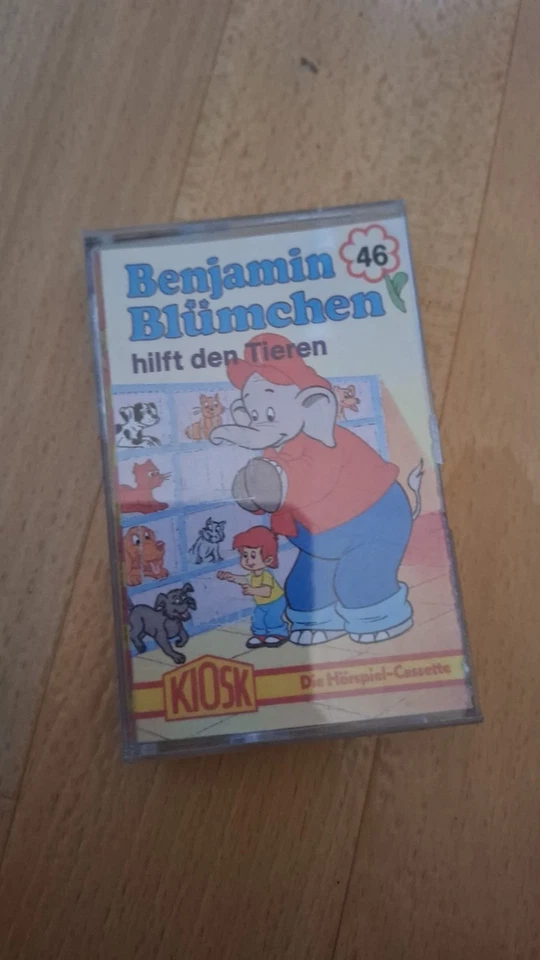 Benjamin
Blümchen
46
hilft den Tieren
KIOSK
Die Hörspiel-Cassette